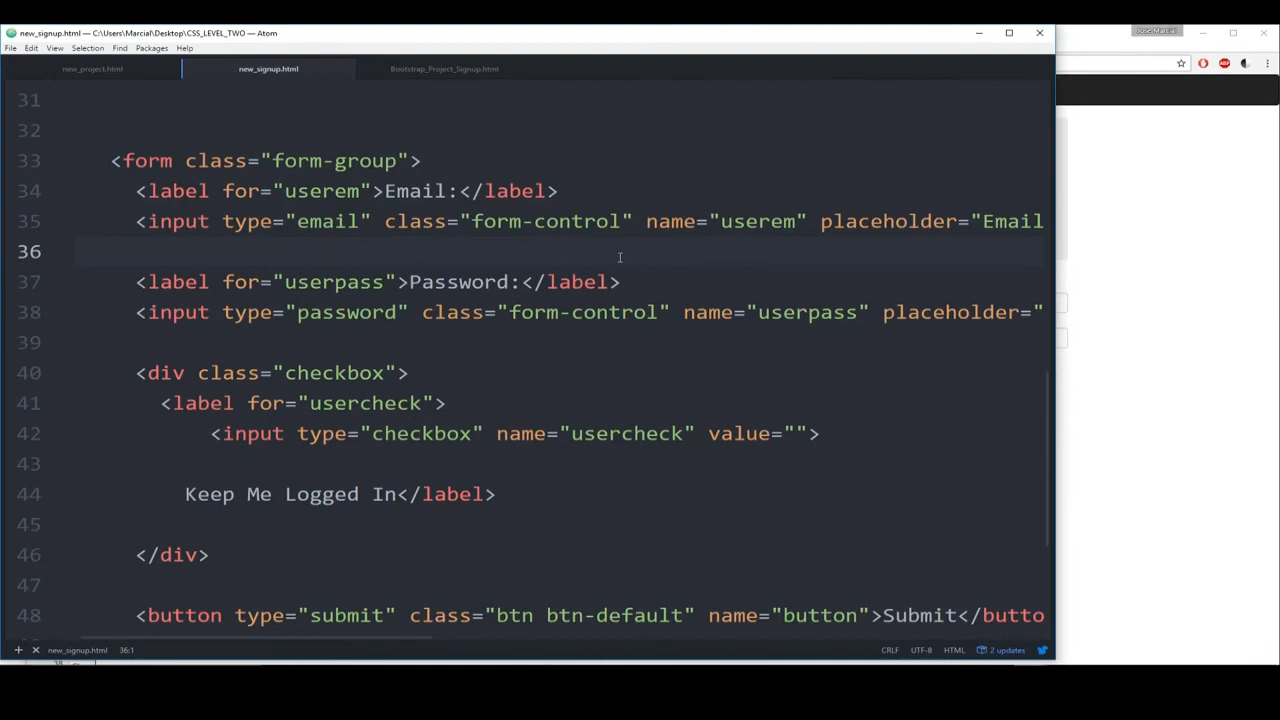 new_signup.html — C:\Users\Marcial\Desktop\CSS_LEVEL_TWO — Atom
Jose Marcial
File Edit View Selection Find Packages Help
new_project.html new_signup.html Bootstrap_Project_Signup.html
31
32
33 <form class="form-group">
34 <label for="userem">Email:</label>
35 <input type="email" class="form-control" name="userem" placeholder="Email
36
37 <label for="userpass">Password:</label>
38 <input type="password" class="form-control" name="userpass" placeholder="
39
40 <div class="checkbox">
41 <label for="usercheck">
42 <input type="checkbox" name="usercheck" value="">
43
44 Keep Me Logged In</label>
45
46 </div>
47
48 <button type="submit" class="btn btn-default" name="button">Submit</butto
new_signup.html 36:1 CRLF UTF-8 HTML 2 updates